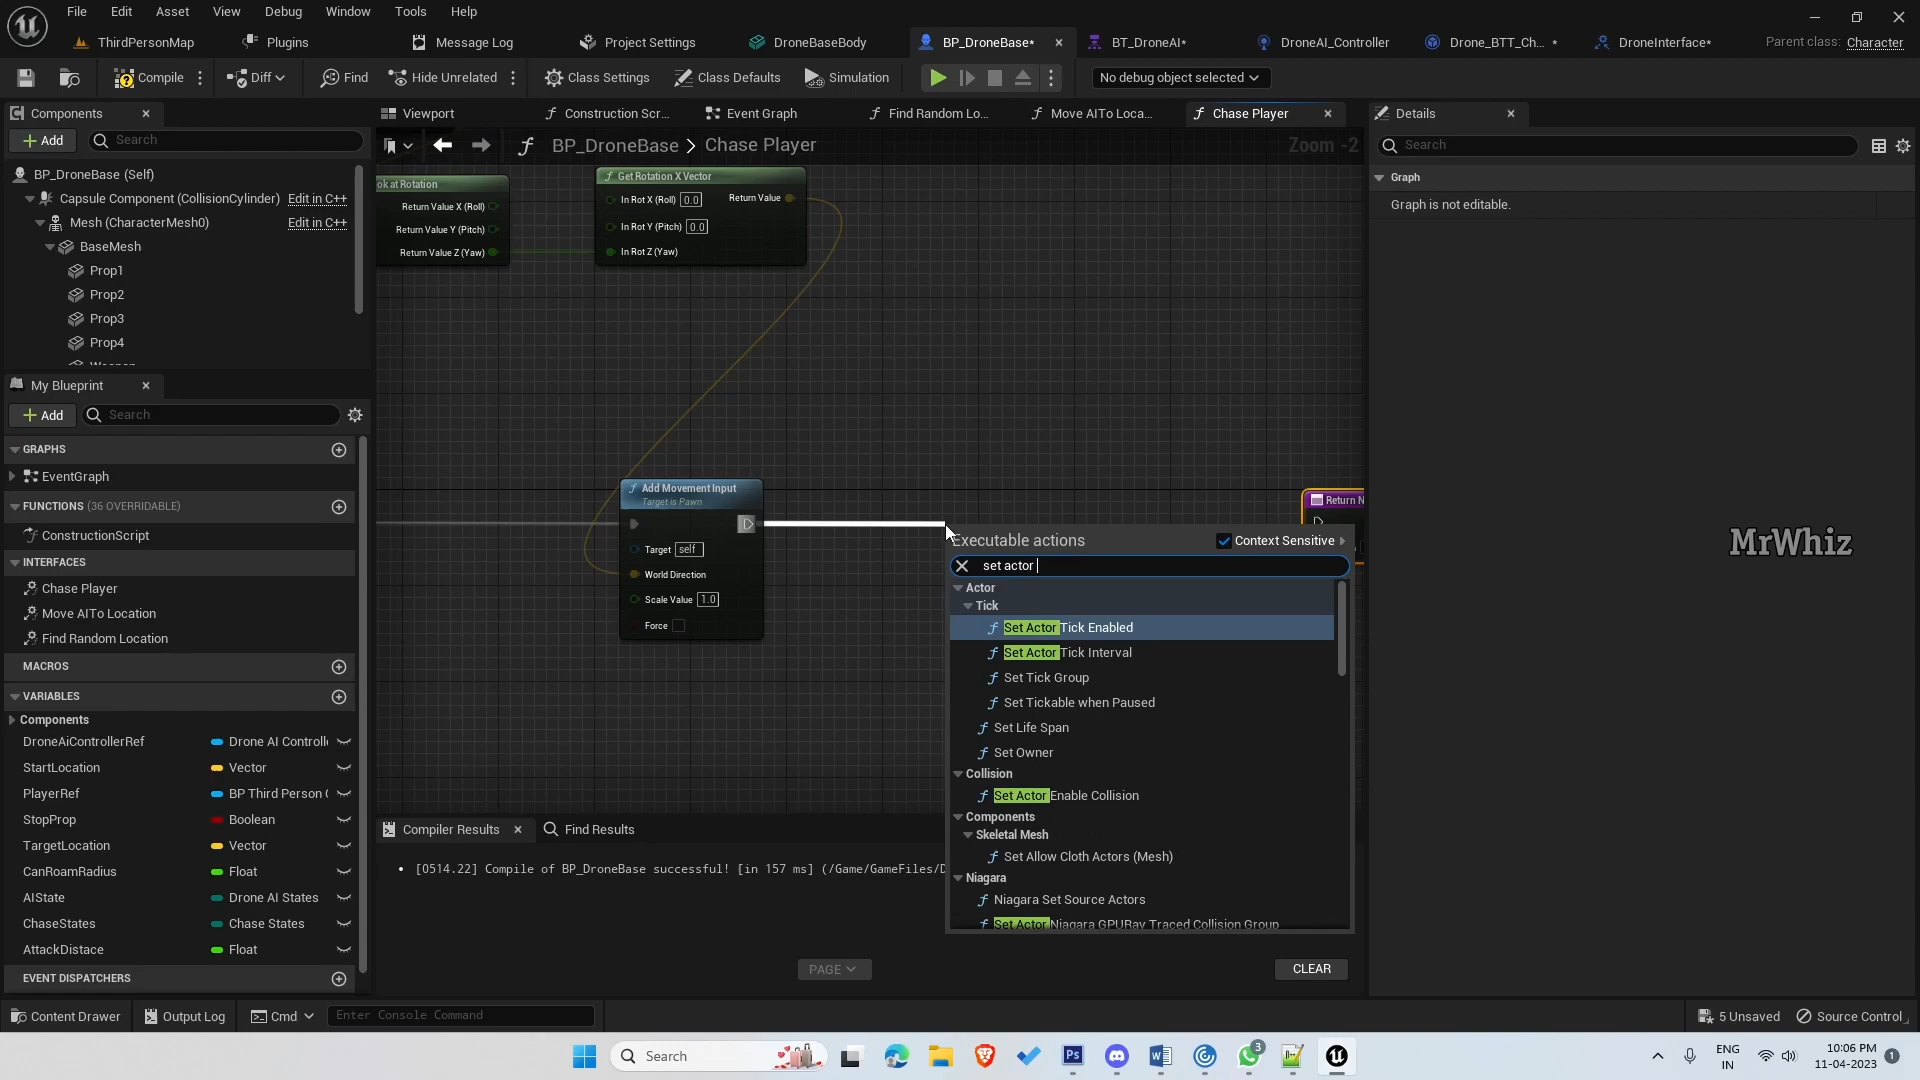 File Edit Asset View Debug Window Tools Help
ThirdPersonMap Plugins Message Log Project Settings DroneBaseBody BP_DroneBase* BT_DroneAI* DroneAI_Controller Drone_BTT_Ch... * DroneInterface* Parent class: Character
Compile Diff Find Hide Unrelated Class Settings Class Defaults Simulation No debug object selected
Components
Add Search
BP_DroneBase (Self)
Capsule Component (CollisionCylinder) Edit in C++
Mesh (CharacterMesh0) Edit in C++
BaseMesh
Prop1
Prop2
Prop3
Prop4
My Blueprint
Add Search
GRAPHS
EventGraph
FUNCTIONS (36 OVERRIDABLE)
ConstructionScript
INTERFACES
Chase Player
Move AITo Location
Find Random Location
MACROS
VARIABLES
Components
DroneAiControllerRef Drone AI Controll
StartLocation Vector
PlayerRef BP Third Person (
StopProp Boolean
TargetLocation Vector
CanRoamRadius Float
AIState Drone AI States
ChaseStates Chase States
AttackDistace Float
EVENT DISPATCHERS
Viewport Construction Scr... Event Graph Find Random Lo... Move AITo Loca... Chase Player
BP_DroneBase > Chase Player Zoom -2
ok at Rotation
Return Value X (Roll)
Return Value Y (Pitch)
Return Value Z (Yaw)
Get Rotation X Vector
In Rot X (Roll) 0.0 Return Value
In Rot Y (Pitch) 0.0
In Rot Z (Yaw)
Add Movement Input
Target is Pawn
Target self
World Direction
Scale Value 1.0
Force
Return N
Executable actions Context Sensitive
set actor
Actor
Tick
Set Actor Tick Enabled
Set Actor Tick Interval
Set Tick Group
Set Tickable when Paused
Set Life Span
Set Owner
Collision
Set Actor Enable Collision
Components
Skeletal Mesh
Set Allow Cloth Actors (Mesh)
Niagara
Niagara Set Source Actors
Set Actor Niagara GPURay Traced Collision Group
Compiler Results Find Results
[0514.22] Compile of BP_DroneBase successful! [in 157 ms] (/Game/GameFiles/D
PAGE CLEAR
Details
Search
Graph
Graph is not editable.
MrWhiz
Content Drawer Output Log Cmd Enter Console Command 5 Unsaved Source Control
Search 3 ENG IN 10:06 PM 11-04-2023 1